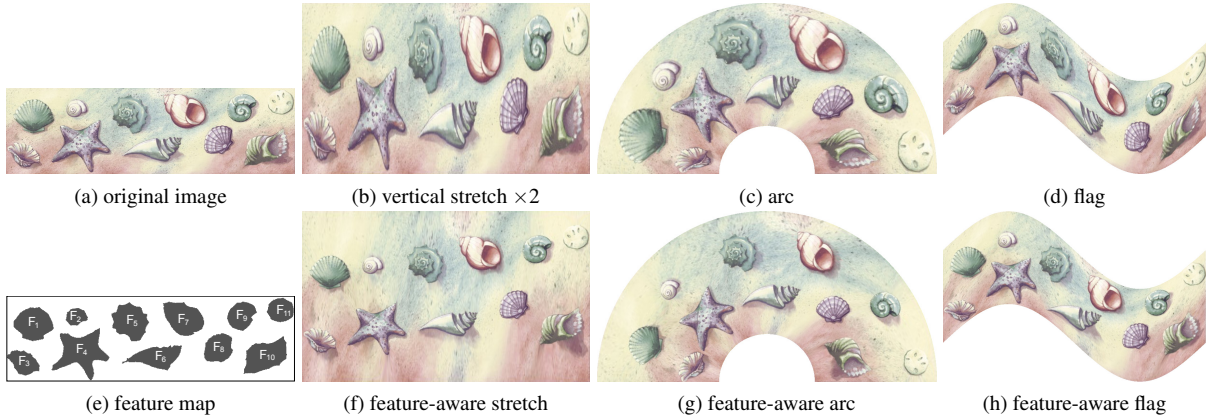 (a) original image
(b) vertical stretch ×2
(c) arc
(d) flag
F1
F2
F3
F4
F5
F6
F7
F8
F9
F10
F11
(e) feature map
(f) feature-aware stretch
(g) feature-aware arc
(h) feature-aware flag